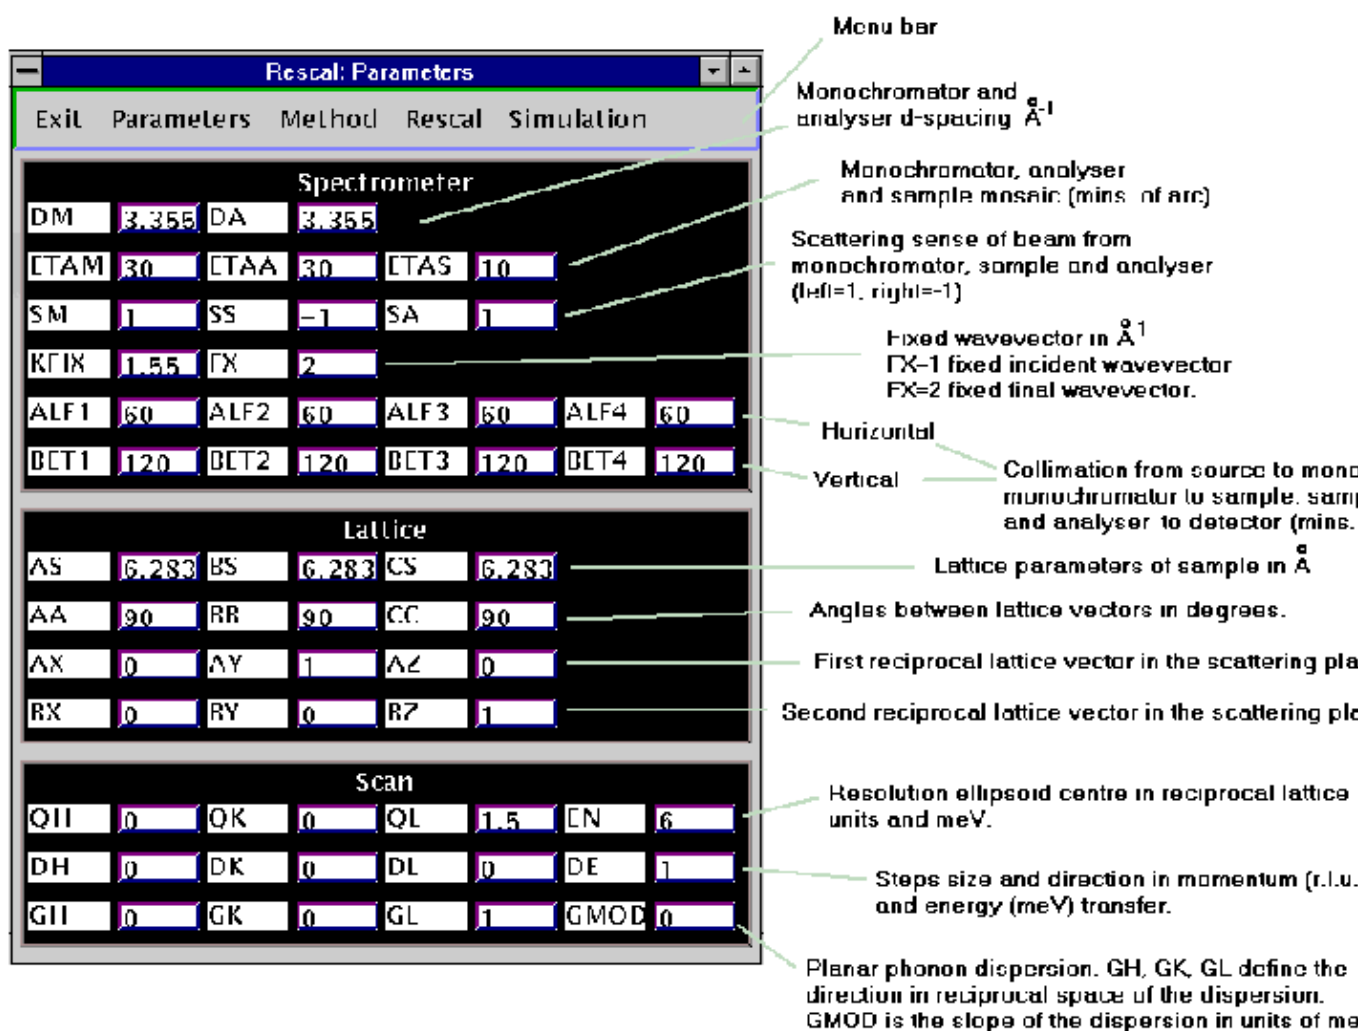 Menu bar
Rescal: Parameters
Monochromator and
analyser d-spacing Å-1
Exit Parameters Method Rescal Simulation
Spectrometer
Monochromator, analyser
and sample mosaic (mins. of arc)
DM 3.355 DA 3.355
Scattering sense of beam from
monochromator, sample and analyser
(left=1, right=-1)
ETAM 30 ETAA 30 ETAS 10
SM 1 SS -1 SA 1
Fixed wavevector in Å-1
FX=1 fixed incident wavevector
FX=2 fixed final wavevector.
KFIX 1.55 FX 2
ALF1 60 ALF2 60 ALF3 60 ALF4 60
Horizontal
BET1 120 BET2 120 BET3 120 BET4 120
Vertical
Collimation from source to mono
monochromator to sample, samp
and analyser to detector (mins.
Lattice
AS 6.283 BS 6.283 CS 6.283
Lattice parameters of sample in Å
AA 90 BB 90 CC 90
Angles between lattice vectors in degrees.
AX 0 AY 1 AZ 0
First reciprocal lattice vector in the scattering pla
BX 0 BY 0 BZ 1
Second reciprocal lattice vector in the scattering pla
Scan
QH 0 QK 0 QL 1.5 EN 6
Resolution ellipsoid centre in reciprocal lattice
units and meV.
DH 0 DK 0 DL 0 DE 1
Steps size and direction in momentum (r.l.u.
and energy (meV) transfer.
GH 0 GK 0 GL 1 GMOD 0
Planar phonon dispersion. GH, GK, GL define the
direction in reciprocal space of the dispersion.
GMOD is the slope of the dispersion in units of me